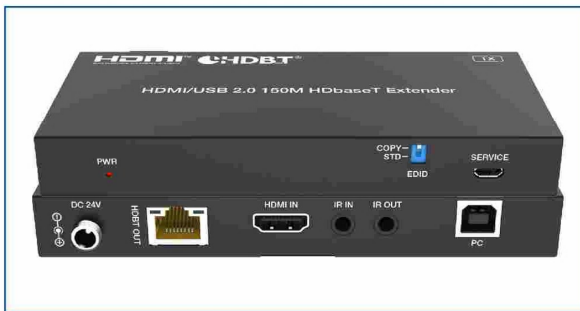 HDMI™ HDBT®
TX
HDMI/USB 2.0 150M HDbaseT Extender
COPY
STD
PWR
EDID
SERVICE
DC 24V
HDBT OUT
HDMI IN
IR IN
IR OUT
PC